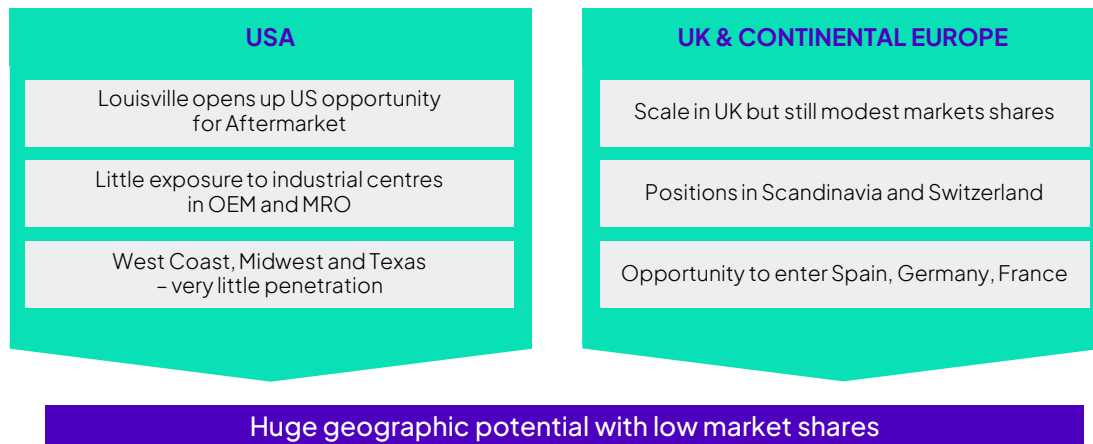 USA
Louisville opens up US opportunity
for Aftermarket
Little exposure to industrial centres
in OEM and MRO
West Coast, Midwest and Texas
– very little penetration
UK & CONTINENTAL EUROPE
Scale in UK but still modest markets shares
Positions in Scandinavia and Switzerland
Opportunity to enter Spain, Germany, France
Huge geographic potential with low market shares